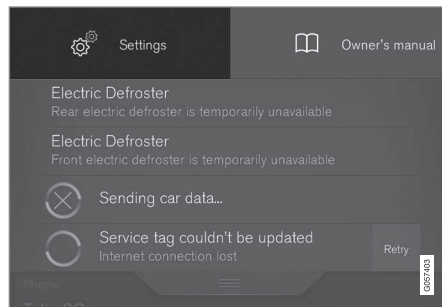 Settings
Owner's manual
Electric Defroster
Rear electric defroster is temporarily unavailable
Electric Defroster
Front electric defroster is temporarily unavailable
Sending car data...
Service tag couldn't be updated
Internet connection lost
Retry
Phone
G057403